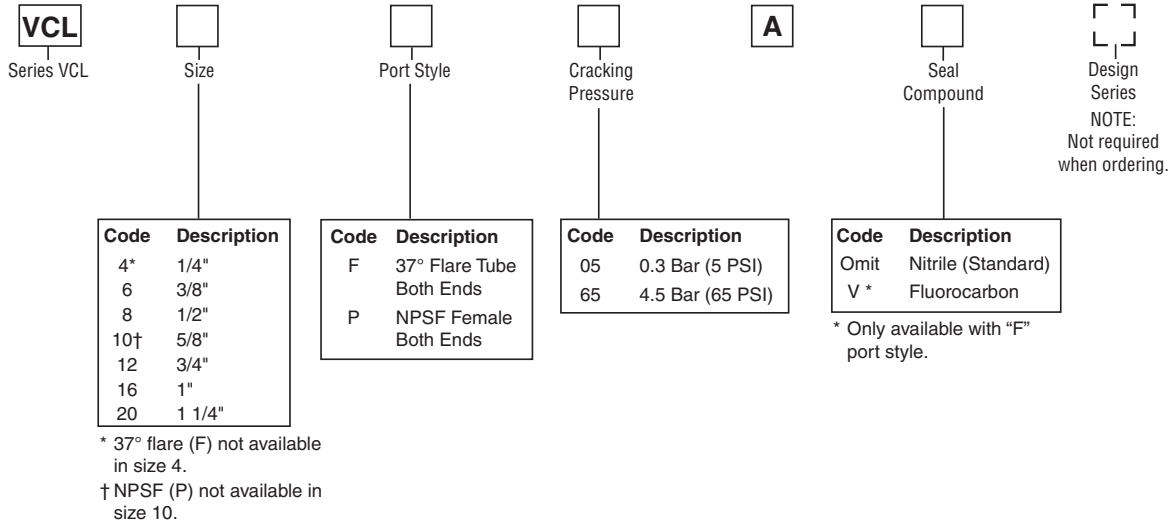 VCL
A
Series VCL
Size
Port Style
Cracking
Pressure
Seal
Compound
Design
Series
NOTE:
Not required
when ordering.
Code Description
4* 1/4"
6 3/8"
8 1/2"
10† 5/8"
12 3/4"
16 1"
20 1 1/4"
* 37° flare (F) not available
in size 4.
† NPSF (P) not available in
size 10.
Code Description
F 37° Flare Tube
Both Ends
P NPSF Female
Both Ends
Code Description
05 0.3 Bar (5 PSI)
65 4.5 Bar (65 PSI)
Code Description
Omit Nitrile (Standard)
V * Fluorocarbon
* Only available with “F”
port style.